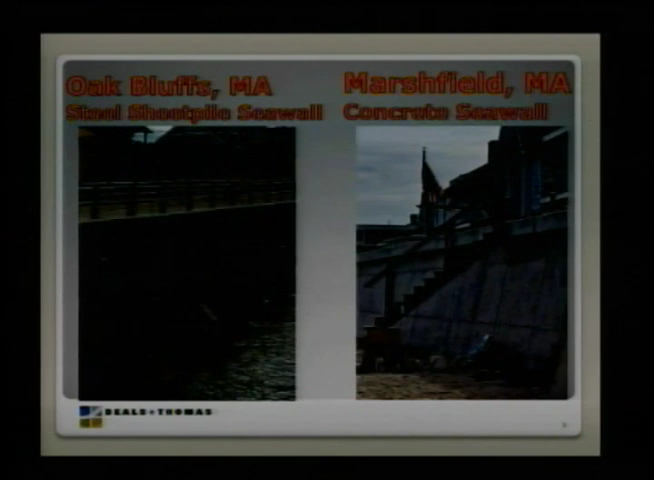 Oak Bluffs, MA
Steel Sheetpile Seawall
Marshfield, MA
Concrete Seawall
BEALS + THOMAS